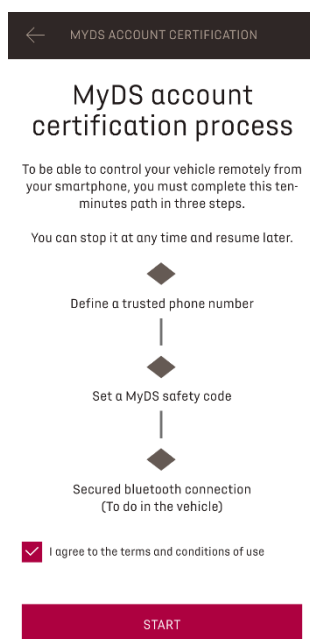 MYDS ACCOUNT CERTIFICATION
MyDS account
certification process
To be able to control your vehicle remotely from
your smartphone, you must complete this ten-
minutes path in three steps.
You can stop it at any time and resume later.
Define a trusted phone number
Set a MyDS safety code
Secured bluetooth connection
(To do in the vehicle)
I agree to the terms and conditions of use
START